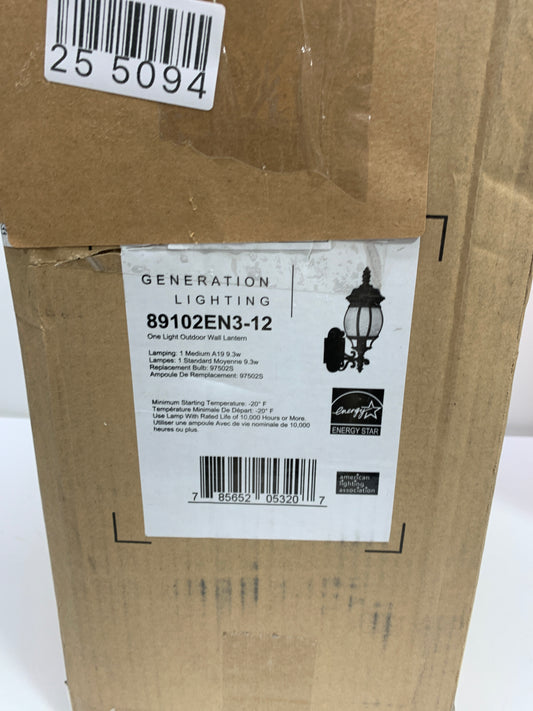 25 5094
GENERATION
LIGHTING
89102EN3-12
One Light Outdoor Wall Lantern
Lamping: 1 Medium A19 9.3w
Lampes: 1 Standard Moyenne 9.3w
Replacement Bulb: 97502S
Ampoule De Remplacement: 97502S
Minimum Starting Temperature: -20° F
Température Minimale De Départ: -20° F
Use Lamp With Rated Life of 10,000 Hours or More.
Utiliser une ampoule Avec de vie nominale de 10,000
heures ou plus.
energy
ENERGY STAR
american
lighting
association
7 85652 05320 7